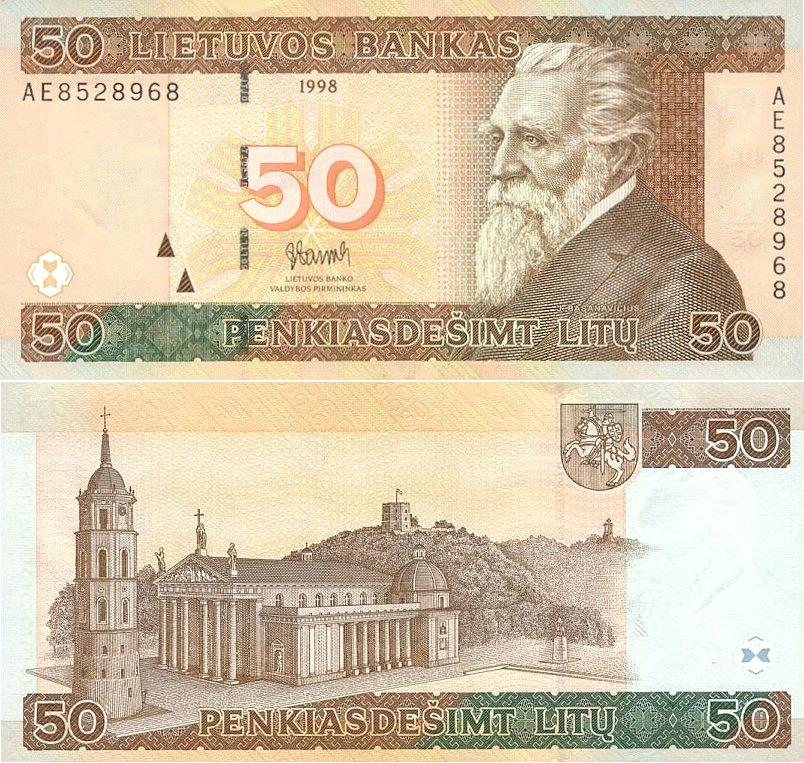 50 LIETUVOS BANKAS
AE8528968
1998
50
LIETUVOS BANKO
VALDYBOS PIRMININKAS
J. BASANAVIČIUS
AE8528968
50 PENKIASDEŠIMT LITŲ 50
50
50 PENKIASDEŠIMT LITŲ 50